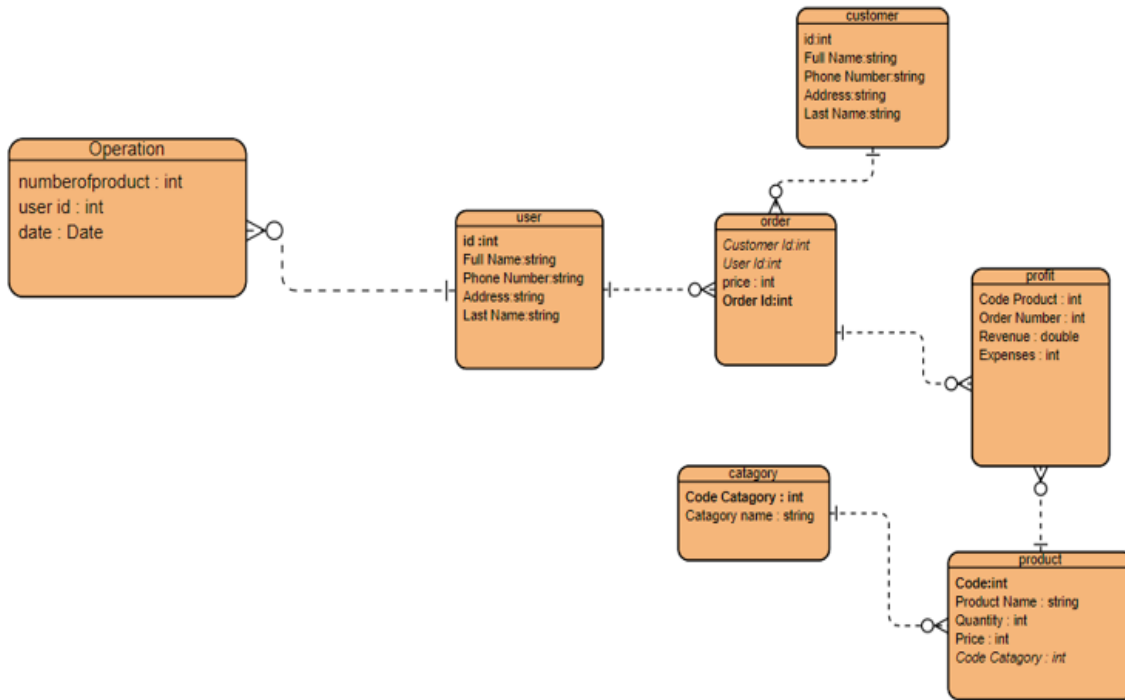 customer
id:int
Full Name:string
Phone Number:string
Address:string
Last Name:string
Operation
numberofproduct : int
user id : int
date : Date
user
id :int
Full Name:string
Phone Number:string
Address:string
Last Name:string
order
Customer Id:int
User Id:int
price : int
Order Id:int
profit
Code Product : int
Order Number : int
Revenue : double
Expenses : int
catagory
Code Catagory : int
Catagory name : string
product
Code:int
Product Name : string
Quantity : int
Price : int
Code Catagory : int